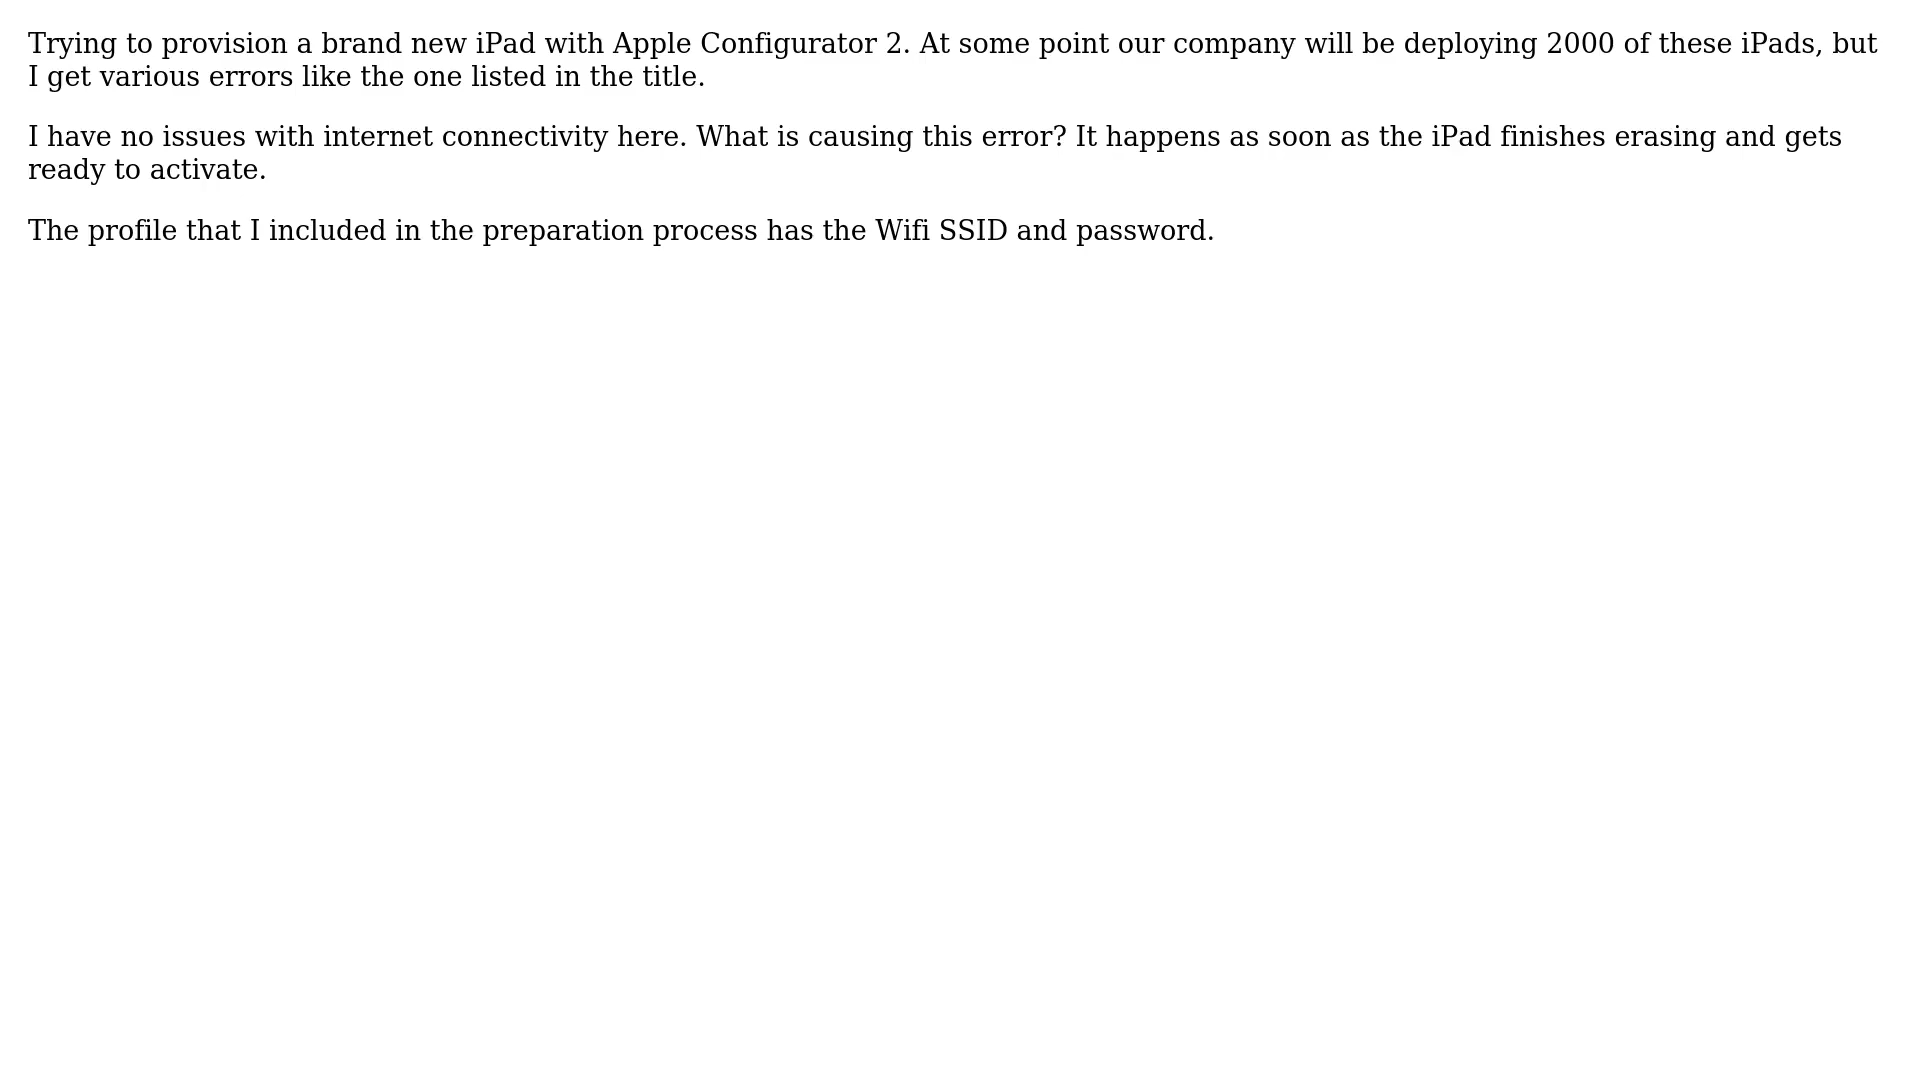 Trying to provision a brand new iPad with Apple Configurator 2. At some point our company will be deploying 2000 of these iPads, but
I get various errors like the one listed in the title.
I have no issues with internet connectivity here. What is causing this error? It happens as soon as the iPad finishes erasing and gets
ready to activate.
The profile that I included in the preparation process has the Wifi SSID and password.